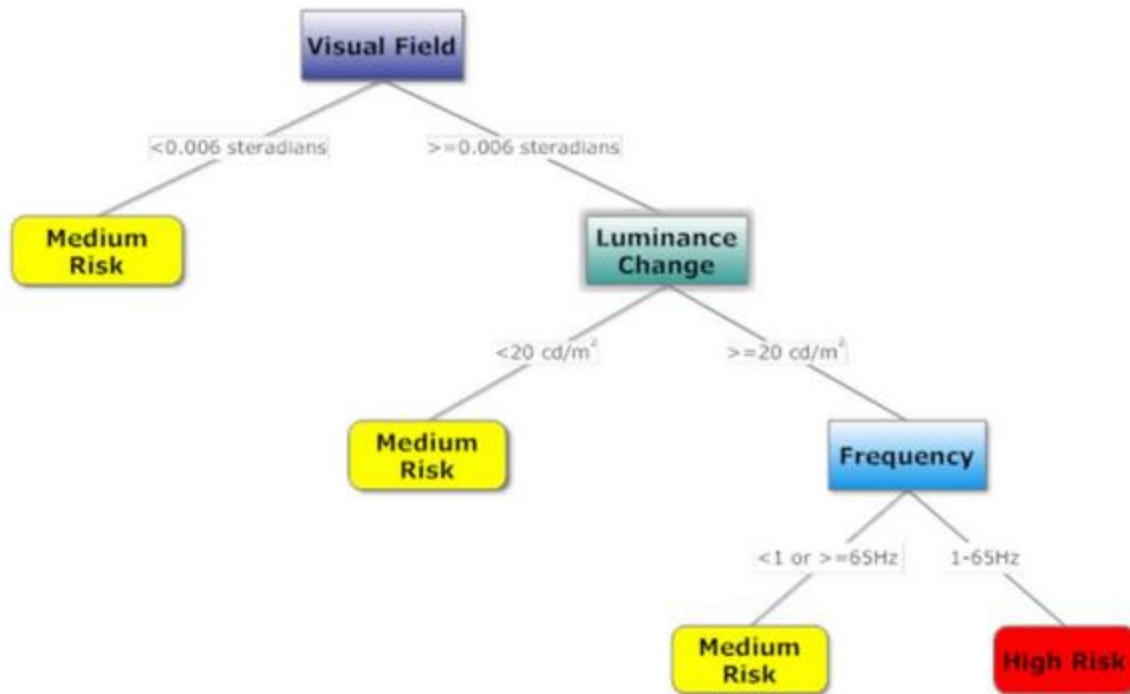 Visual Field
<0.006 steradians
>=0.006 steradians
Medium
Risk
Luminance
Change
<20 cd/m²
>=20 cd/m²
Medium
Risk
Frequency
<1 or >=65Hz
1-65Hz
Medium
Risk
High Risk